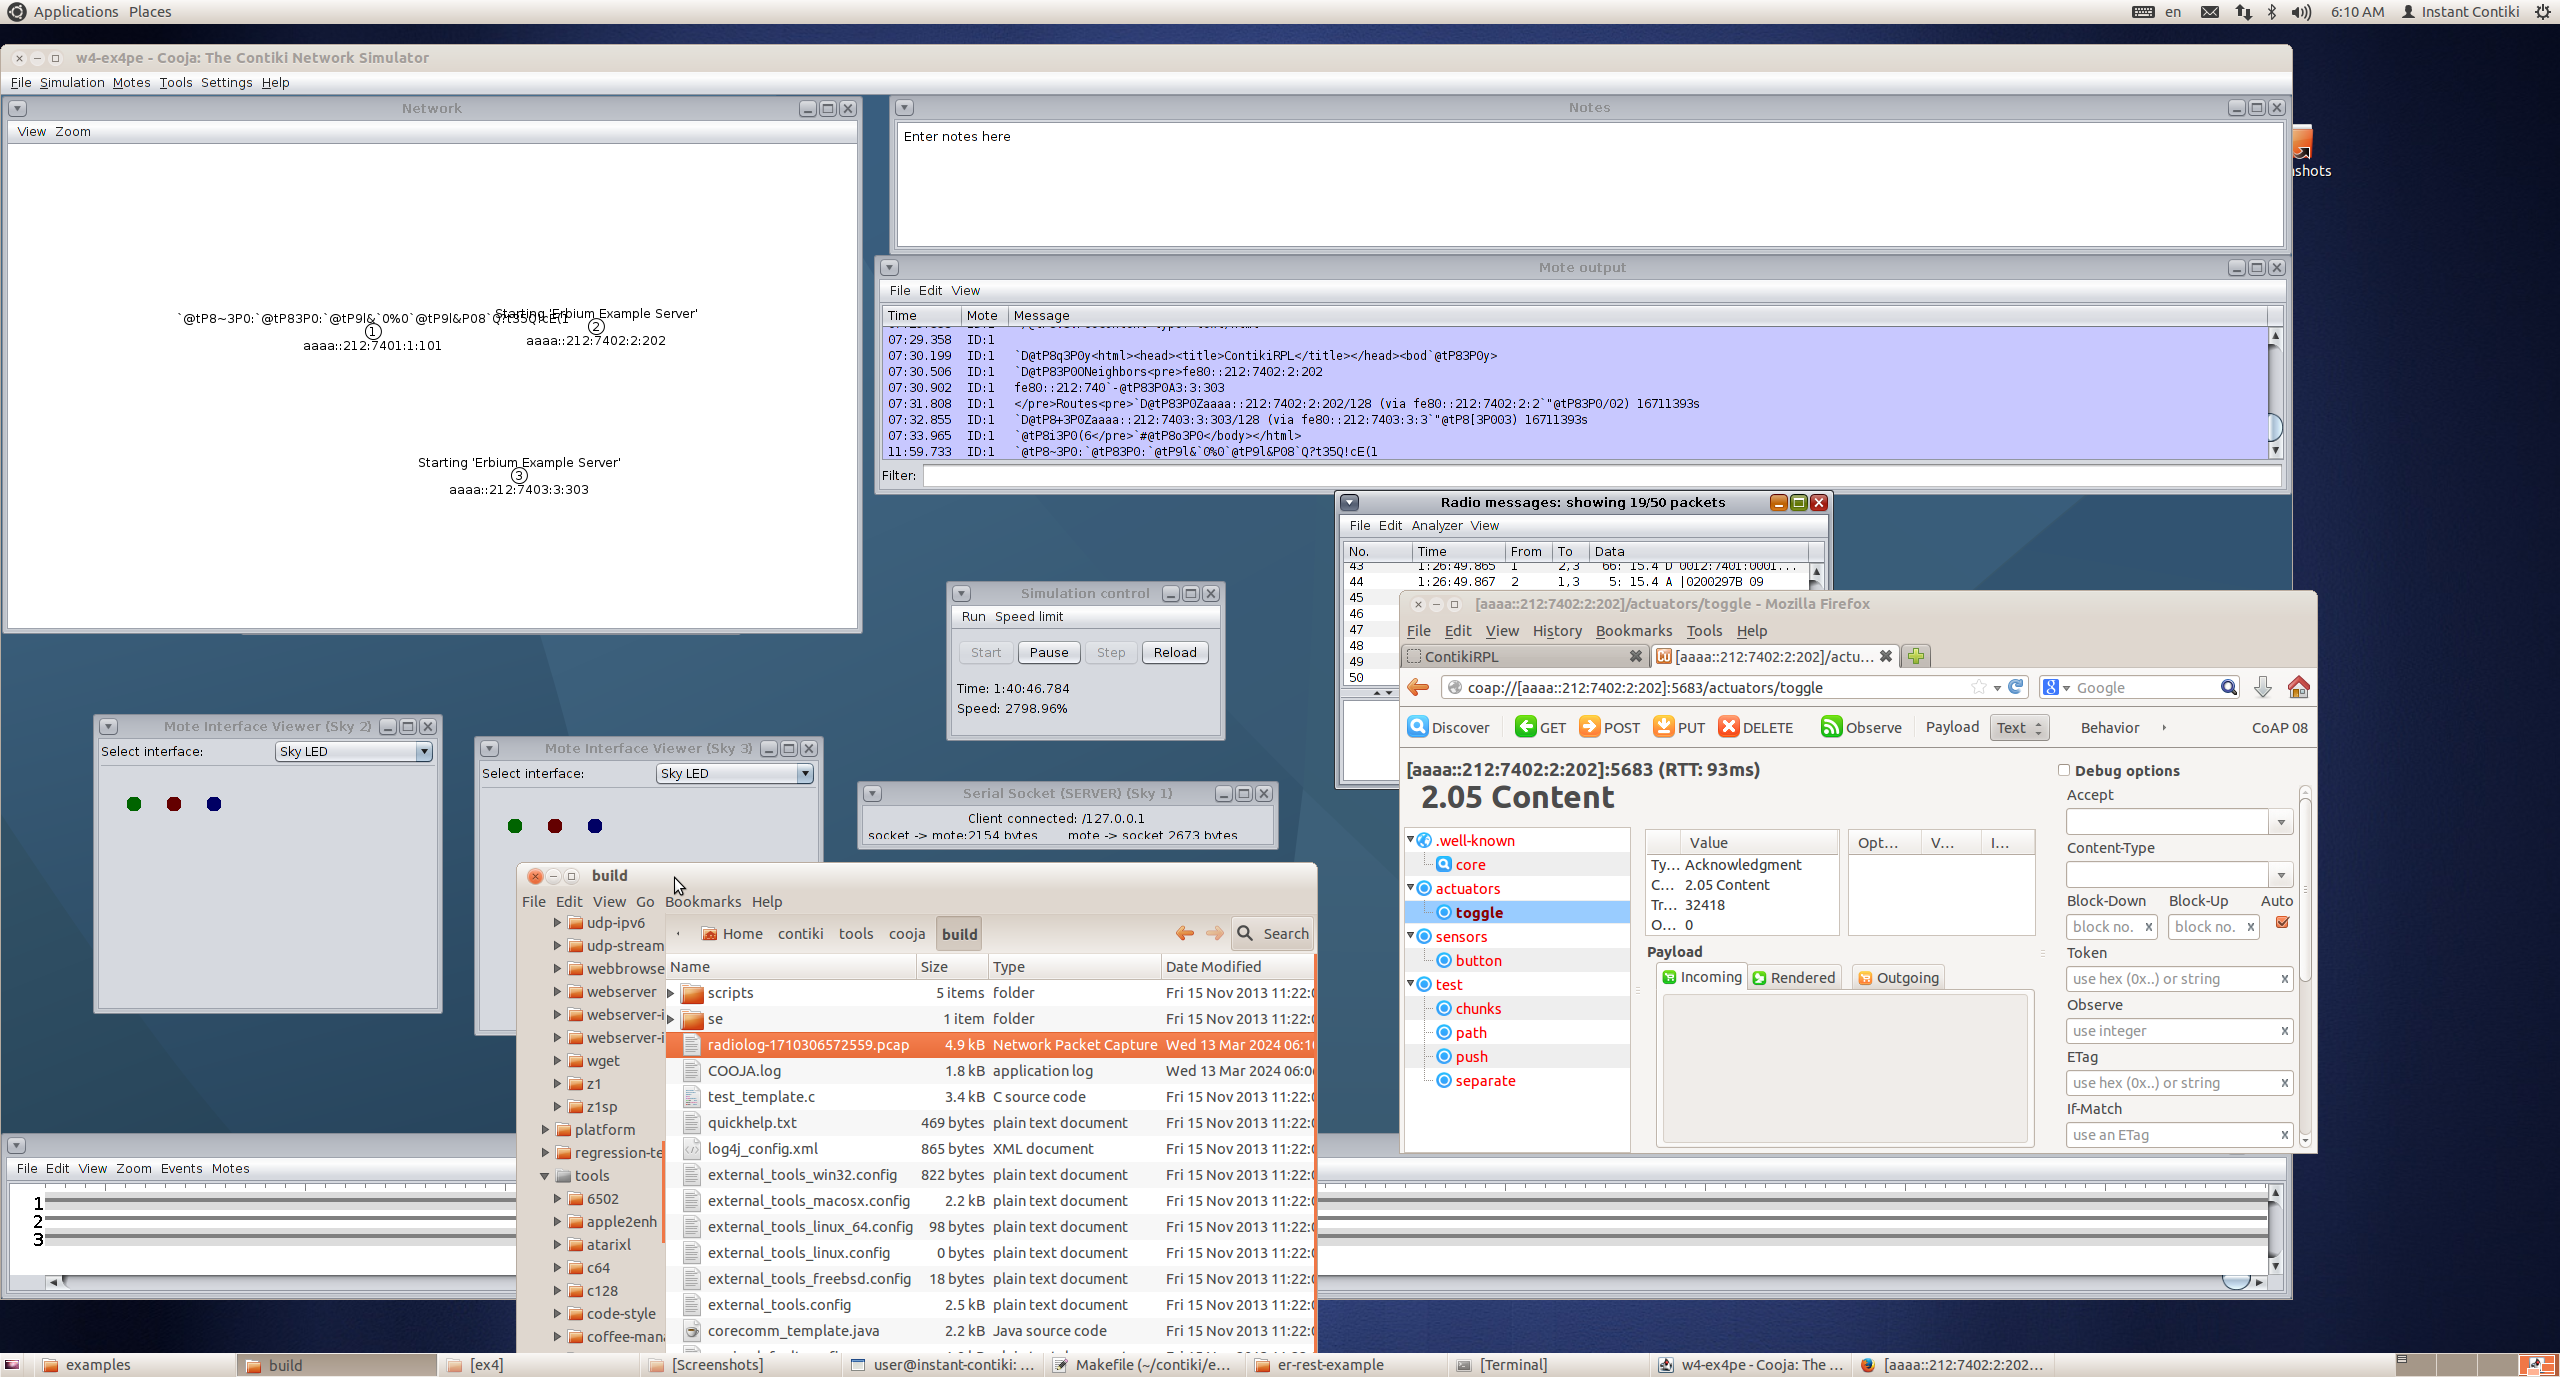 Applications Places
en 6:10 AM Instant Contiki
w4-ex4pe - Cooja: The Contiki Network Simulator
File Simulation Motes Tools Settings Help
Network
View Zoom
`@tP8~3P0:`@tP83P0:`@tP9l&`0%0`@tP9l&P08`
Starting 'Erbium Example Server'
1
aaaa::212:7401:1:101
2
aaaa::212:7402:2:202
Starting 'Erbium Example Server'
3
aaaa::212:7403:3:303
Notes
Enter notes here
shots
Mote output
File Edit View
Time Mote Message
07:29.358 ID:1
07:30.199 ID:1 `D@tP8q3P0y<html><head><title>ContikiRPL</title></head><bod`@tP83P0y>
07:30.506 ID:1 `D@tP83P0ONeighbors<pre>fe80::212:7402:2:202
07:30.902 ID:1 fe80::212:740`-@tP83P0A3:3:303
07:31.808 ID:1 </pre>Routes<pre>`D@tP83P0Zaaaa::212:7402:2:202/128 (via fe80::212:7402:2:2`"@tP83P0/02) 16711393s
07:32.855 ID:1 `D@tP8+3P0Zaaaa::212:7403:3:303/128 (via fe80::212:7403:3:3`"@tP8[3P003) 16711393s
07:33.965 ID:1 `@tP8i3P0(6</pre>`#@tP8o3P0</body></html>
11:59.733 ID:1 `@tP8~3P0:`@tP83P0:`@tP9l&`0%0`@tP9l&P08`Q?t35Q!cE(1
Filter:
Radio messages: showing 19/50 packets
File Edit Analyzer View
No. Time From To Data
43 1:26:49.865 1 2,3 66: 15.4 D 0012:7401:0001...
44 1:26:49.867 2 1,3 5: 15.4 A |0200297B 09
45
46
47
48
49
50
Simulation control
Run Speed limit
Start Pause Step Reload
Time: 1:40:46.784
Speed: 2798.96%
Mote Interface Viewer (Sky 2)
Select interface: Sky LED
Mote Interface Viewer (Sky 3)
Select interface: Sky LED
Serial Socket (SERVER) (Sky 1)
Client connected: /127.0.0.1
socket -> mote:2154 bytes mote -> socket 2673 bytes
[aaaa::212:7402:2:202]/actuators/toggle - Mozilla Firefox
File Edit View History Bookmarks Tools Help
ContikiRPL [aaaa::212:7402:2:202]/actu...
coap://[aaaa::212:7402:2:202]:5683/actuators/toggle Google
Discover GET POST PUT DELETE Observe Payload Text Behavior CoAP 08
[aaaa::212:7402:2:202]:5683 (RTT: 93ms)
2.05 Content
.well-known
core
actuators
toggle
sensors
button
test
chunks
path
push
separate
Value
Ty... Acknowledgment
C... 2.05 Content
Tr... 32418
O... 0
Opt... V... I...
Payload
Incoming Rendered Outgoing
Debug options
Accept
Content-Type
Block-Down Block-Up Auto
block no. x block no. x
Token
use hex (0x..) or string x
Observe
use integer x
ETag
use hex (0x..) or string x
If-Match
use an ETag x
build
File Edit View Go Bookmarks Help
udp-ipv6
udp-stream
webbrowse
webserver
webserver-i
webserver-i
wget
z1
z1sp
platform
regression-te
tools
6502
apple2enh
atarixl
c64
c128
code-style
coffee-mana
Home contiki tools cooja build Search
Name Size Type Date Modified
scripts 5 items folder Fri 15 Nov 2013 11:22:0
se 1 item folder Fri 15 Nov 2013 11:22:0
radiolog-1710306572559.pcap 4.9 kB Network Packet Capture Wed 13 Mar 2024 06:10
COOJA.log 1.8 kB application log Wed 13 Mar 2024 06:0
test_template.c 3.4 kB C source code Fri 15 Nov 2013 11:22:0
quickhelp.txt 469 bytes plain text document Fri 15 Nov 2013 11:22:0
log4j_config.xml 865 bytes XML document Fri 15 Nov 2013 11:22:0
external_tools_win32.config 822 bytes plain text document Fri 15 Nov 2013 11:22:0
external_tools_macosx.config 2.2 kB plain text document Fri 15 Nov 2013 11:22:0
external_tools_linux_64.config 98 bytes plain text document Fri 15 Nov 2013 11:22:0
external_tools_linux.config 0 bytes plain text document Fri 15 Nov 2013 11:22:0
external_tools_freebsd.config 18 bytes plain text document Fri 15 Nov 2013 11:22:0
external_tools.config 2.5 kB plain text document Fri 15 Nov 2013 11:22:0
corecomm_template.java 2.2 kB Java source code Fri 15 Nov 2013 11:22:0
File Edit View Zoom Events Motes
1
2
3
examples build [ex4] [Screenshots] user@instant-contiki: ... Makefile (~/contiki/e... er-rest-example [Terminal] w4-ex4pe - Cooja: The ... [aaaa::212:7402:2:202...